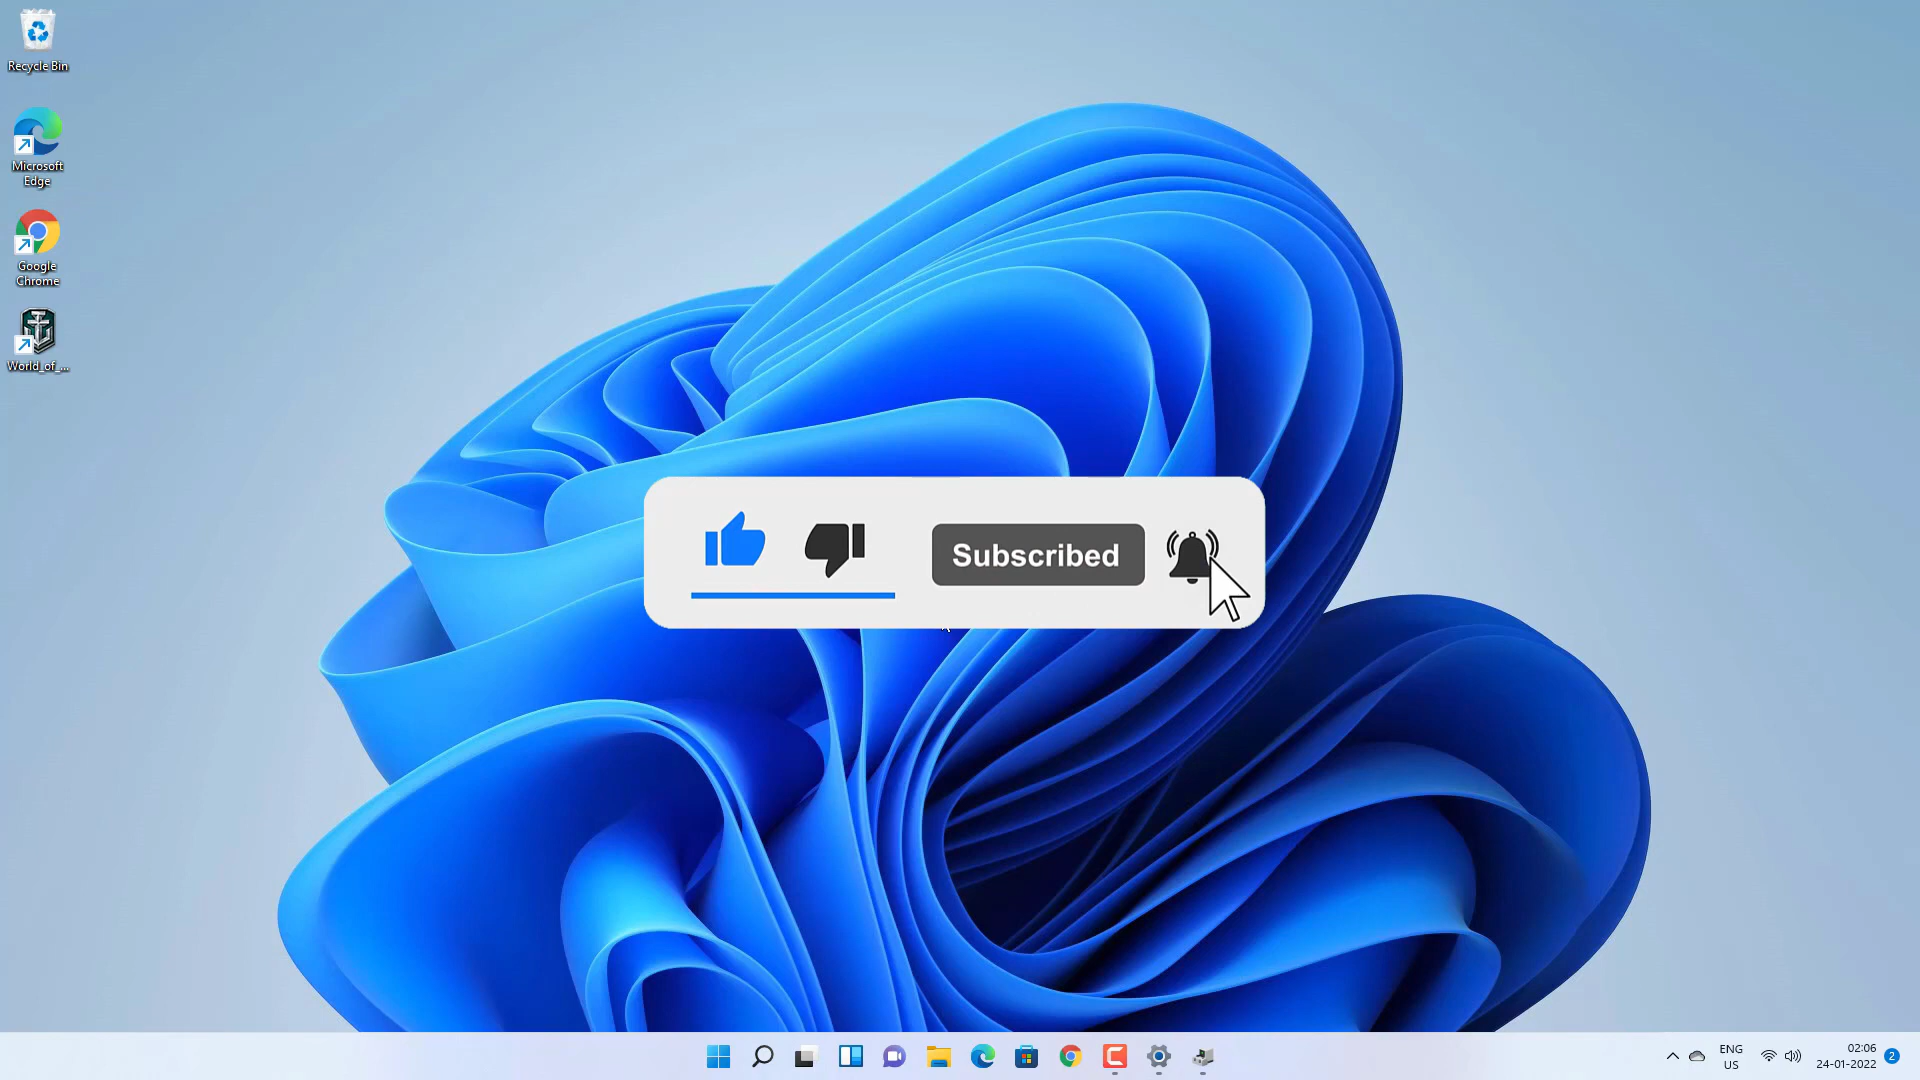 Recycle Bin
Microsoft
Edge
Google
Chrome
World_of_...
Subscribed
ENG
US
02:06
24-01-2022
2